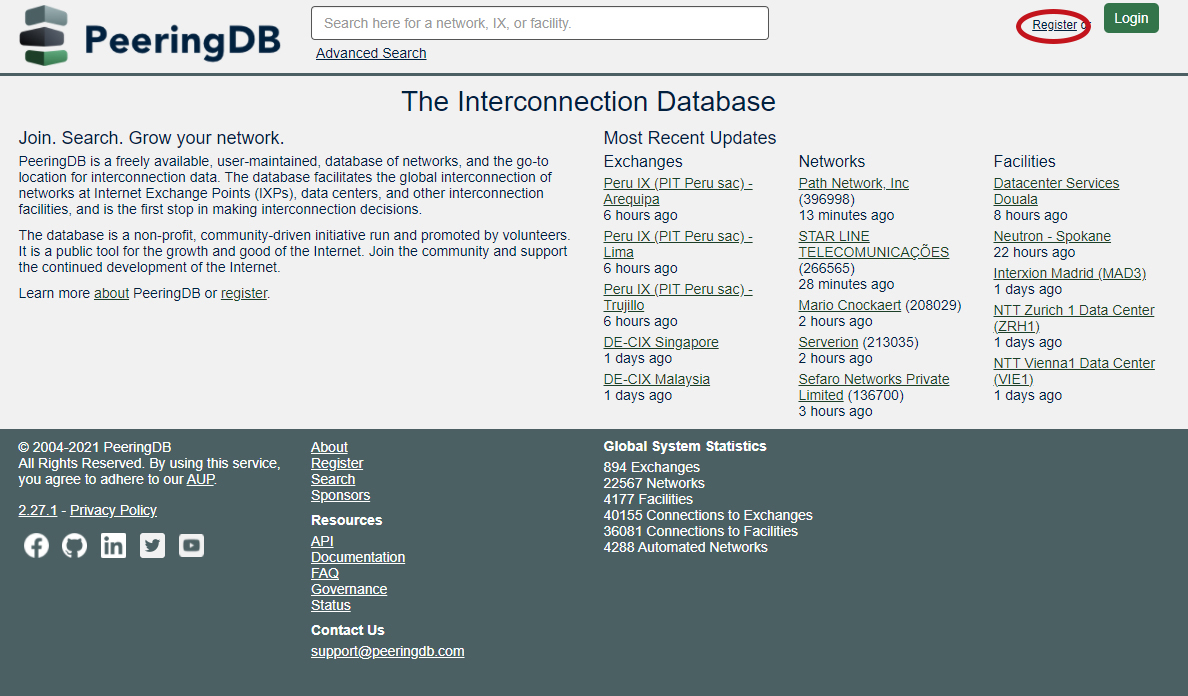 PeeringDB
Search here for a network, IX, or facility.
Advanced Search
Register or
Login
The Interconnection Database
Join. Search. Grow your network.
PeeringDB is a freely available, user-maintained, database of networks, and the go-to
location for interconnection data. The database facilitates the global interconnection of
networks at Internet Exchange Points (IXPs), data centers, and other interconnection
facilities, and is the first stop in making interconnection decisions.
The database is a non-profit, community-driven initiative run and promoted by volunteers.
It is a public tool for the growth and good of the Internet. Join the community and support
the continued development of the Internet.
Learn more about PeeringDB or register.
Most Recent Updates
Exchanges
Peru IX (PIT Peru sac) -
Arequipa
6 hours ago
Peru IX (PIT Peru sac) -
Lima
6 hours ago
Peru IX (PIT Peru sac) -
Trujillo
6 hours ago
DE-CIX Singapore
1 days ago
DE-CIX Malaysia
1 days ago
Networks
Path Network, Inc
(396998)
13 minutes ago
STAR LINE
TELECOMUNICAÇÕES
(266565)
28 minutes ago
Mario Cnockaert (208029)
2 hours ago
Serverion (213035)
2 hours ago
Sefaro Networks Private
Limited (136700)
3 hours ago
Facilities
Datacenter Services
Douala
8 hours ago
Neutron - Spokane
22 hours ago
Interxion Madrid (MAD3)
1 days ago
NTT Zurich 1 Data Center
(ZRH1)
1 days ago
NTT Vienna1 Data Center
(VIE1)
1 days ago
© 2004-2021 PeeringDB
All Rights Reserved. By using this service,
you agree to adhere to our AUP.
2.27.1 - Privacy Policy
About
Register
Search
Sponsors
Resources
API
Documentation
FAQ
Governance
Status
Contact Us
support@peeringdb.com
Global System Statistics
894 Exchanges
22567 Networks
4177 Facilities
40155 Connections to Exchanges
36081 Connections to Facilities
4288 Automated Networks